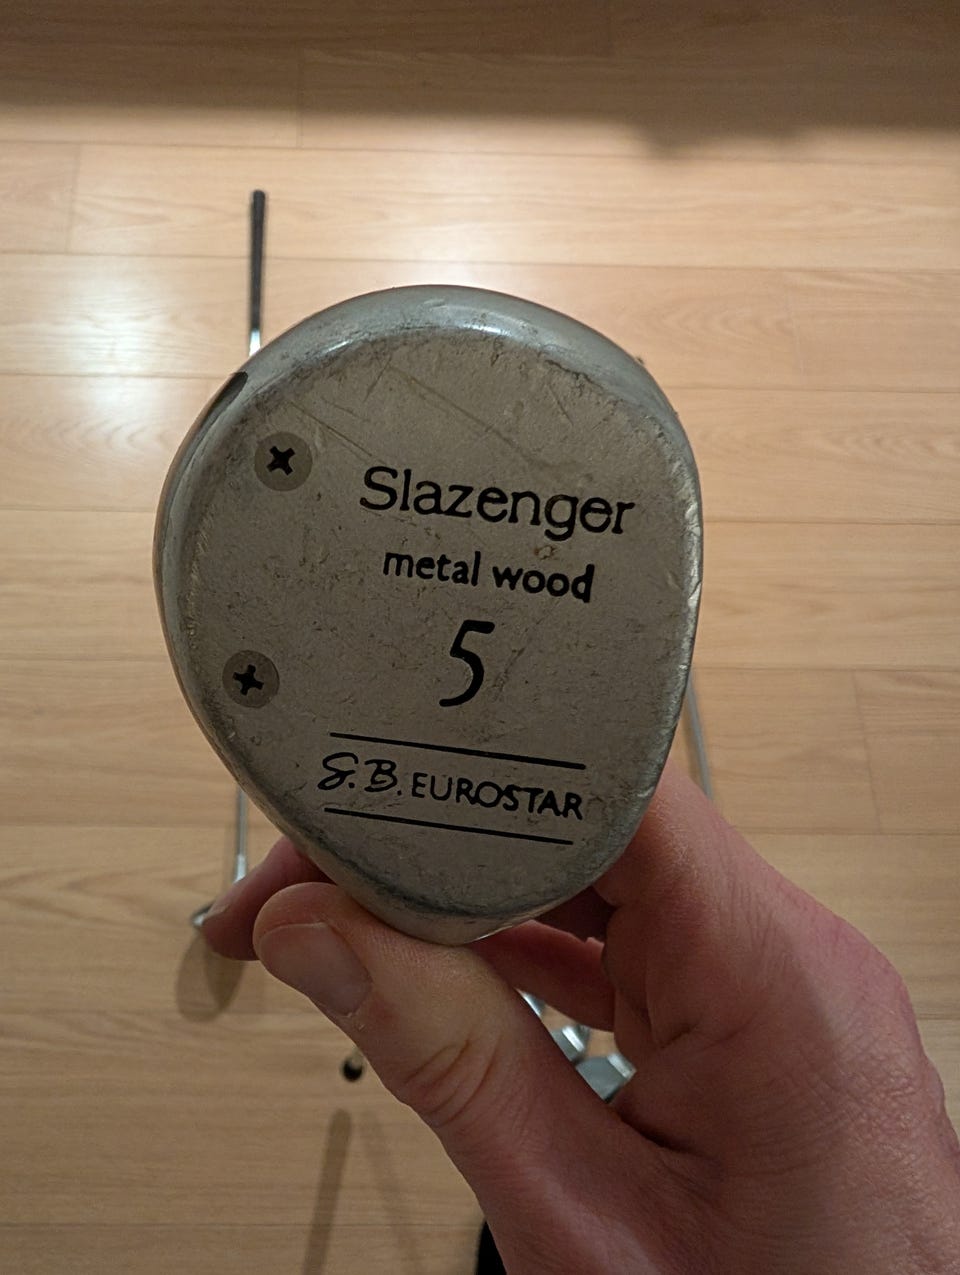 Slazenger
metal wood
5
S.B. EUROSTAR